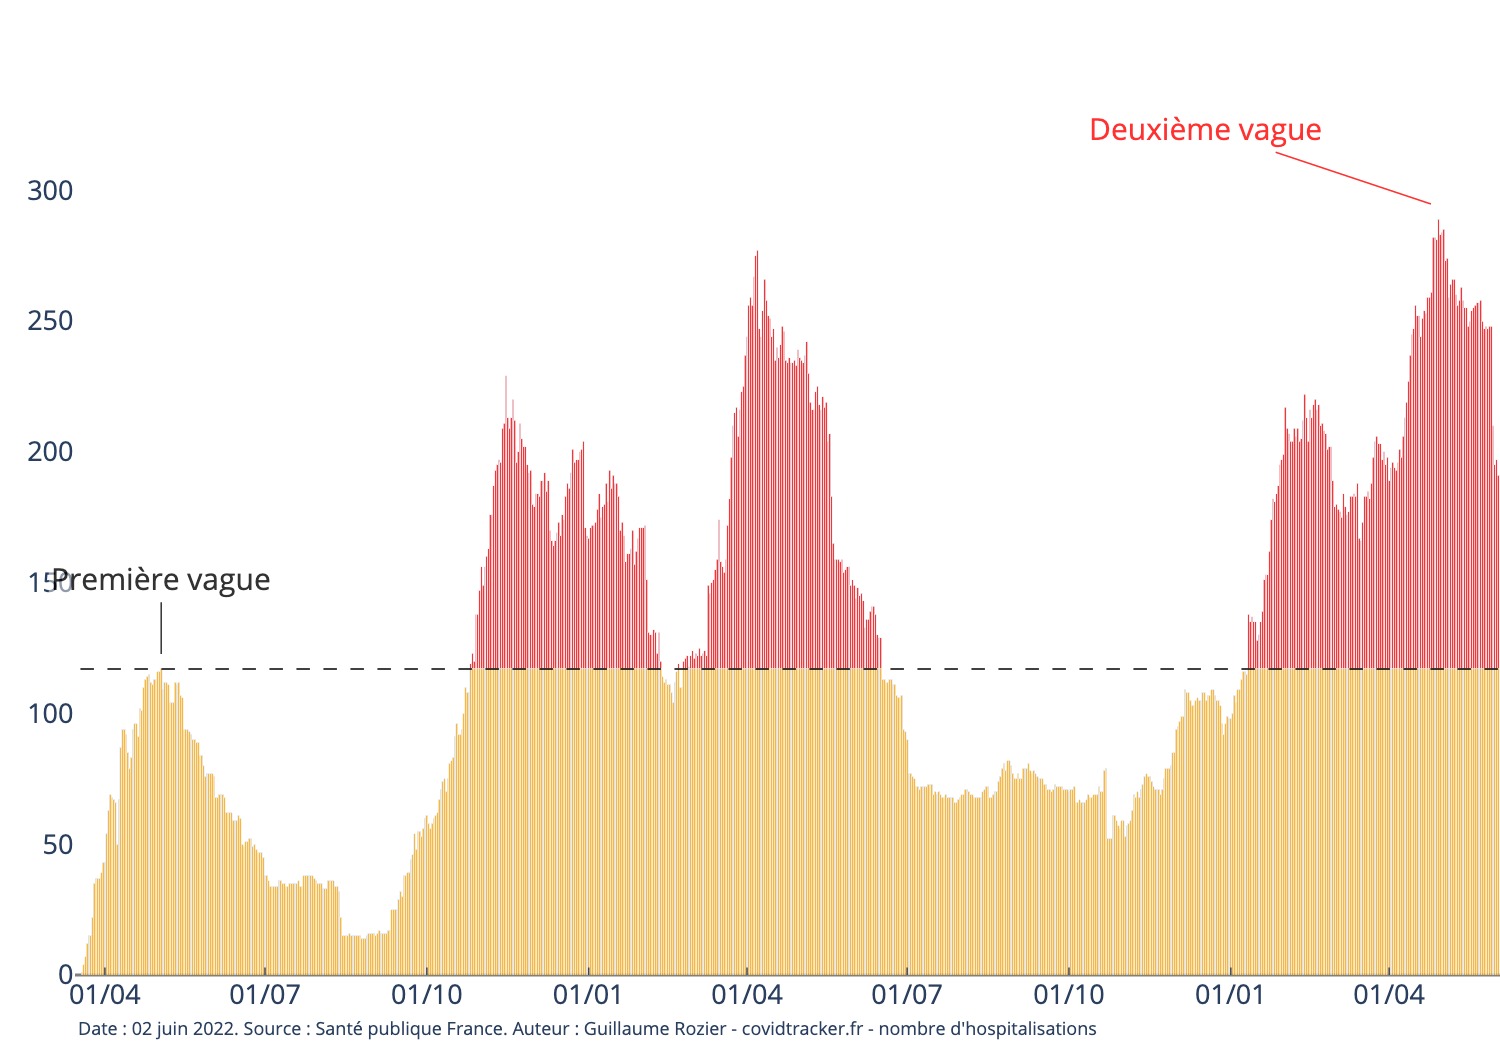 Deuxième vague
300
250
200
150
Première vague
100
50
0
01/04 01/07 01/10 01/01 01/04 01/07 01/10 01/01 01/04
Date : 02 juin 2022. Source : Santé publique France. Auteur : Guillaume Rozier - covidtracker.fr - nombre d'hospitalisations